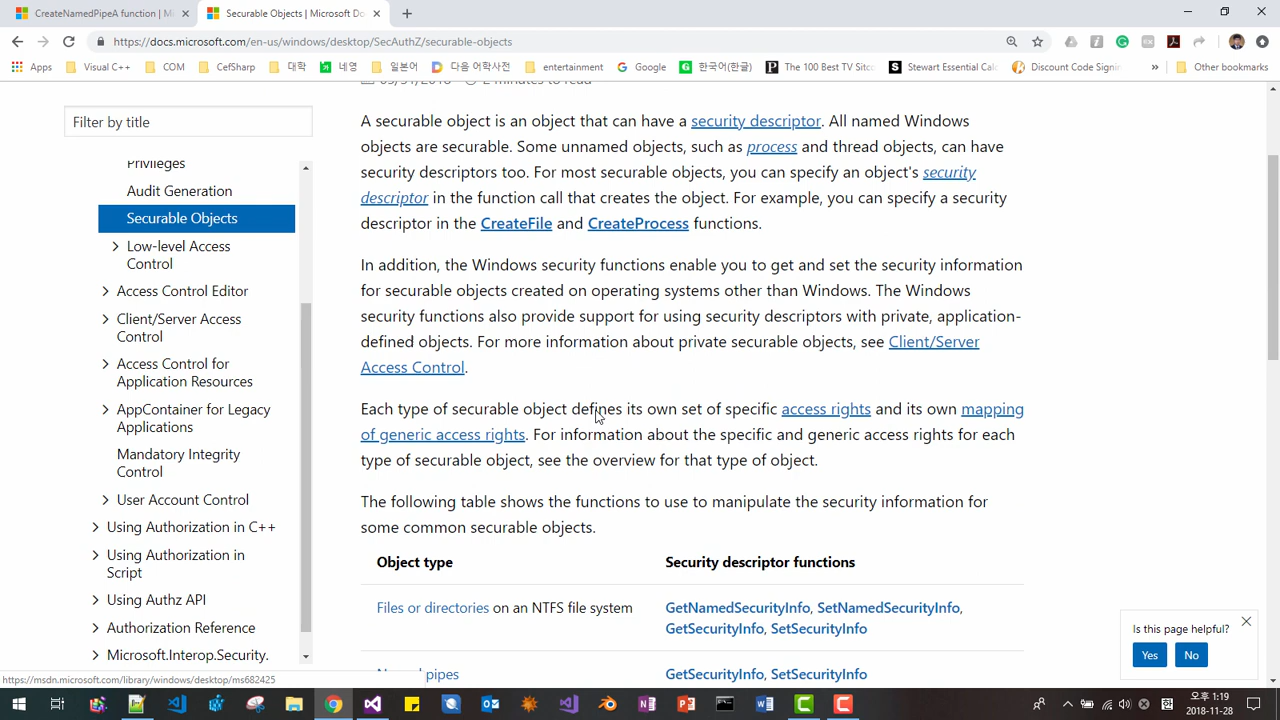 CreateNamedPipeA function | Mi
Securable Objects | Microsoft Do
https://docs.microsoft.com/en-us/windows/desktop/SecAuthZ/securable-objects
Apps
Visual C++
COM
CefSharp
대학
네영
일본어
다음 어학사전
entertainment
Google
한국어(한글)
The 100 Best TV Sitc
Stewart Essential Calc
Discount Code Signi
»
Other bookmarks
2 minutes to read
Filter by title
Privileges
Audit Generation
Securable Objects
Low-level Access
Control
Access Control Editor
Client/Server Access
Control
Access Control for
Application Resources
AppContainer for Legacy
Applications
Mandatory Integrity
Control
User Account Control
Using Authorization in C++
Using Authorization in
Script
Using Authz API
Authorization Reference
Microsoft.Interop.Security.
A securable object is an object that can have a security descriptor. All named Windows
objects are securable. Some unnamed objects, such as process and thread objects, can have
security descriptors too. For most securable objects, you can specify an object's security
descriptor in the function call that creates the object. For example, you can specify a security
descriptor in the CreateFile and CreateProcess functions.
In addition, the Windows security functions enable you to get and set the security information
for securable objects created on operating systems other than Windows. The Windows
security functions also provide support for using security descriptors with private, application-
defined objects. For more information about private securable objects, see Client/Server
Access Control.
Each type of securable object defines its own set of specific access rights and its own mapping
of generic access rights. For information about the specific and generic access rights for each
type of securable object, see the overview for that type of object.
The following table shows the functions to use to manipulate the security information for
some common securable objects.
Object type
Security descriptor functions
Files or directories on an NTFS file system
GetNamedSecurityInfo, SetNamedSecurityInfo,
GetSecurityInfo, SetSecurityInfo
pipes
GetSecurityInfo, SetSecurityInfo
Is this page helpful?
Yes
No
https://msdn.microsoft.com/library/windows/desktop/ms682425
오후 1:19
2018-11-28